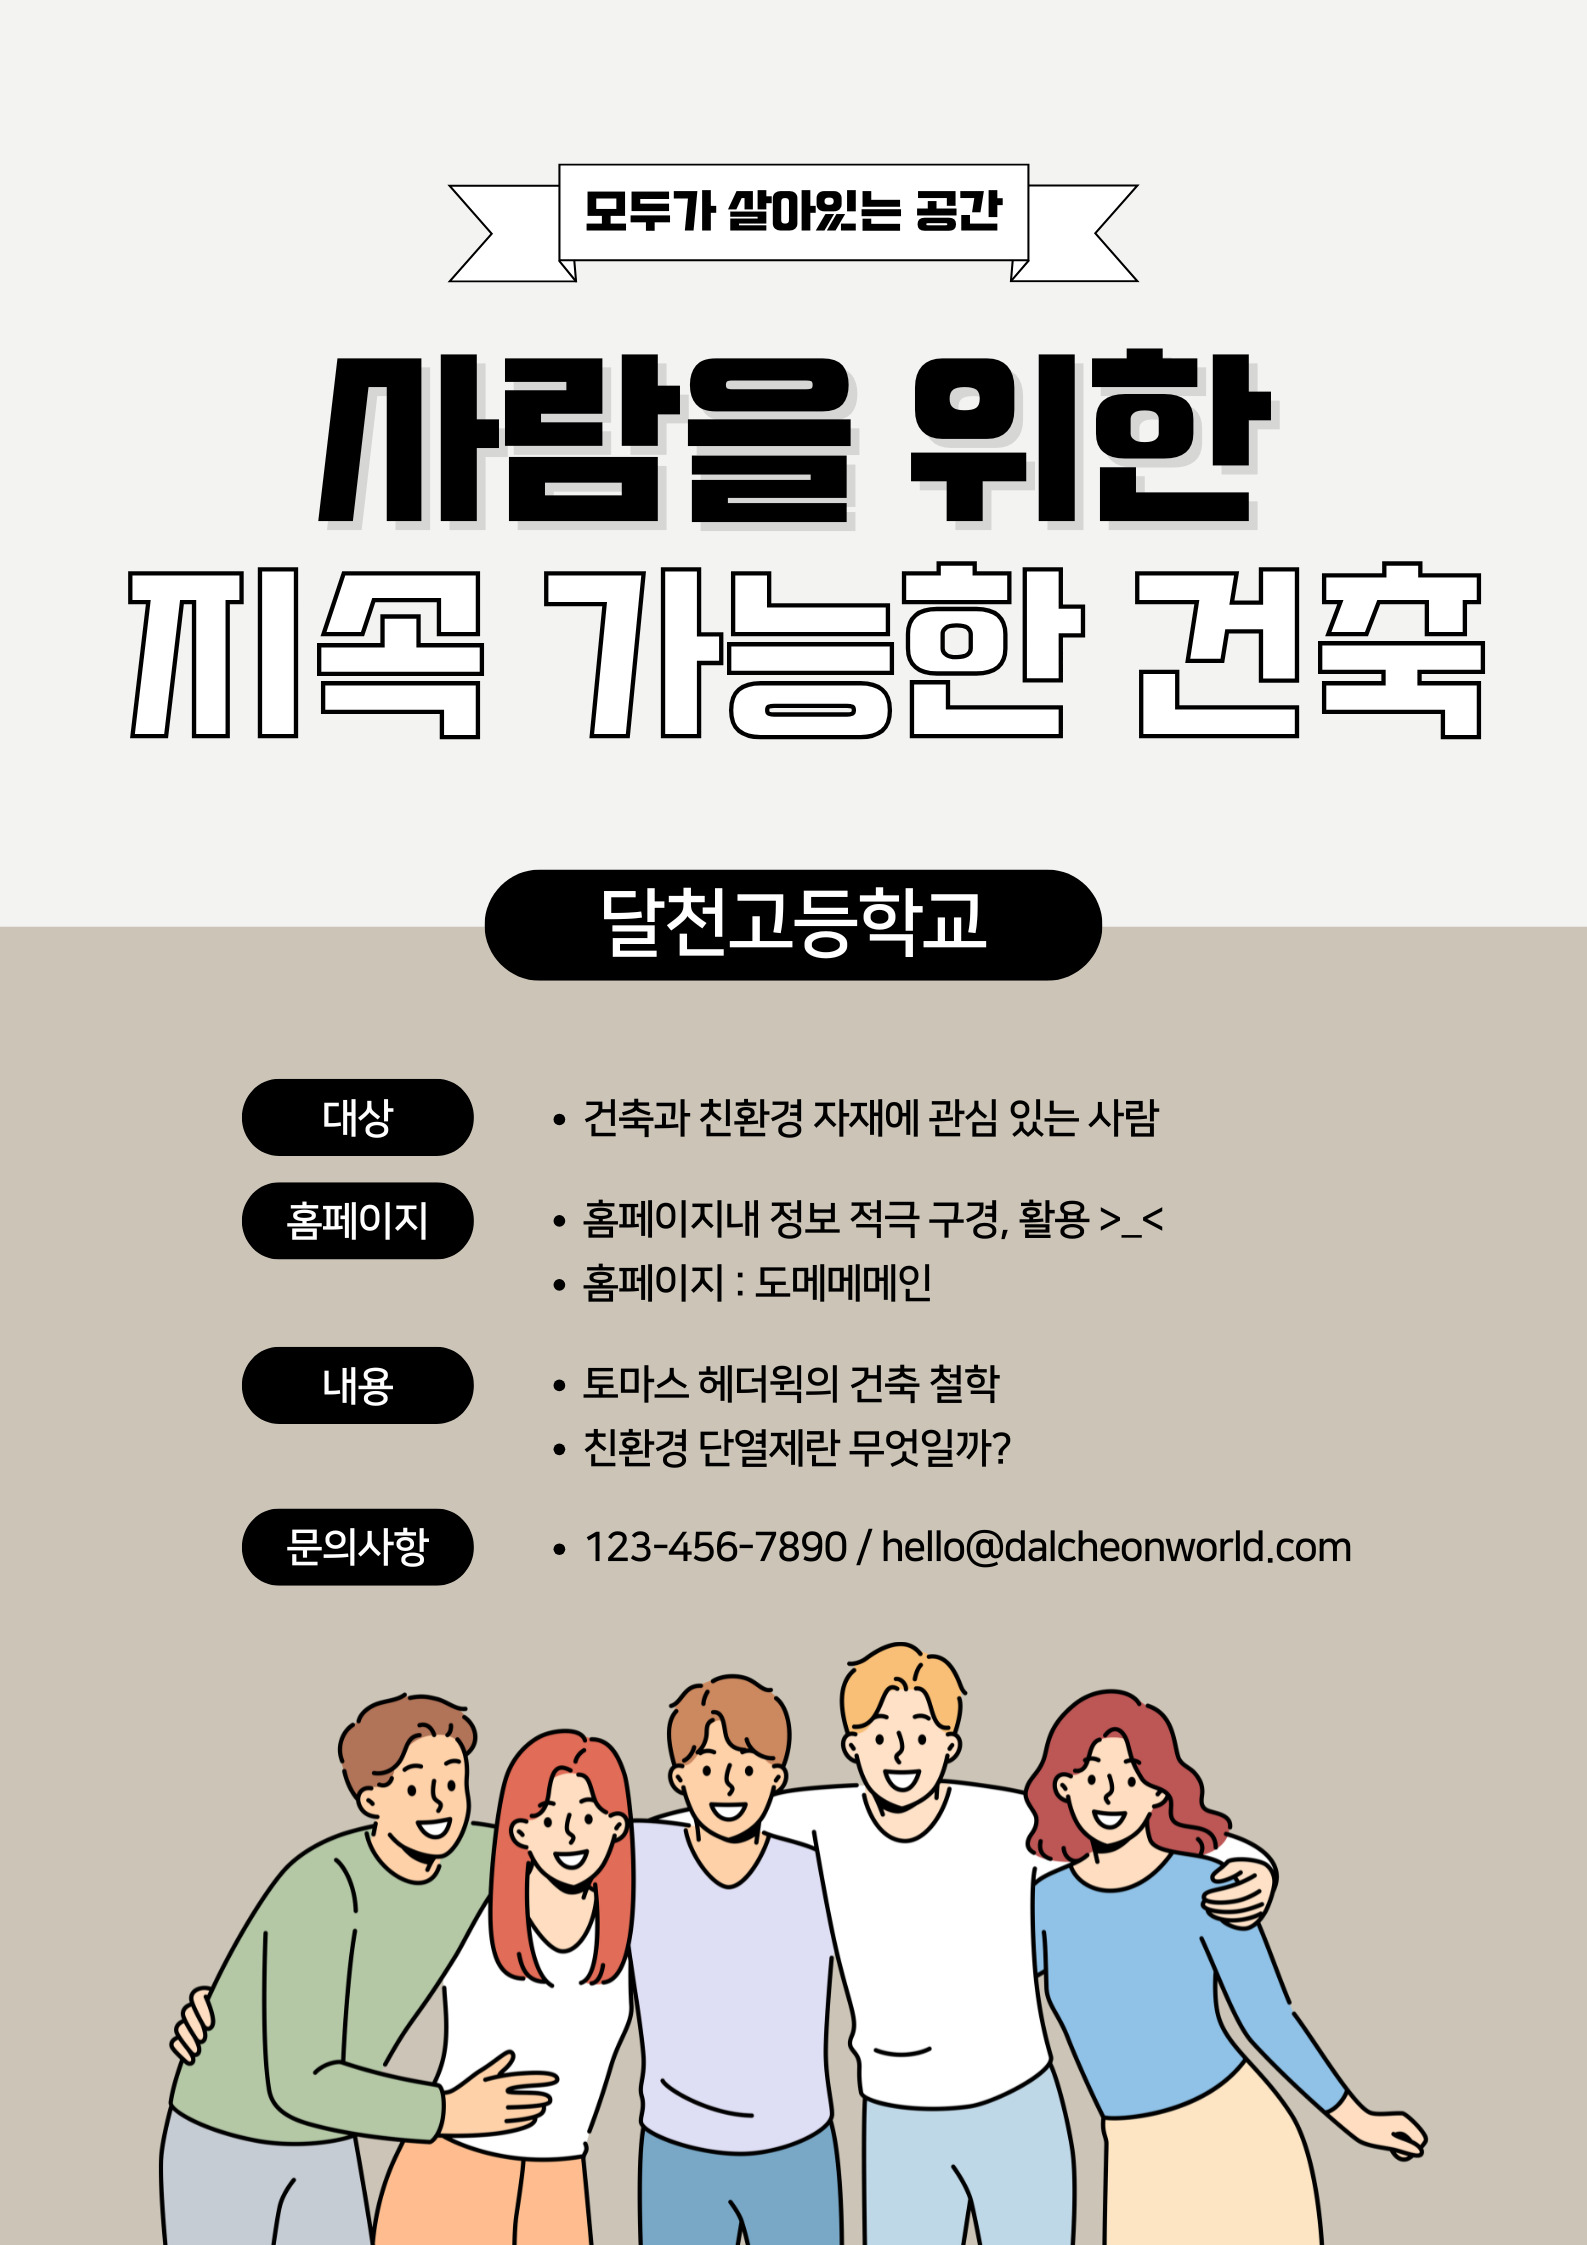 모두가 살아있는 공간
사람을 위한
지속 가능한 건축
달천고등학교
대상
• 건축과 친환경 자재에 관심 있는 사람
홈페이지
• 홈페이지내 정보 적극 구경, 활용 >_<
• 홈페이지 : 도메메메인
내용
• 토마스 헤더윅의 건축 철학
• 친환경 단열제란 무엇일까?
문의사항
• 123-456-7890 / hello@dalcheonworld.com